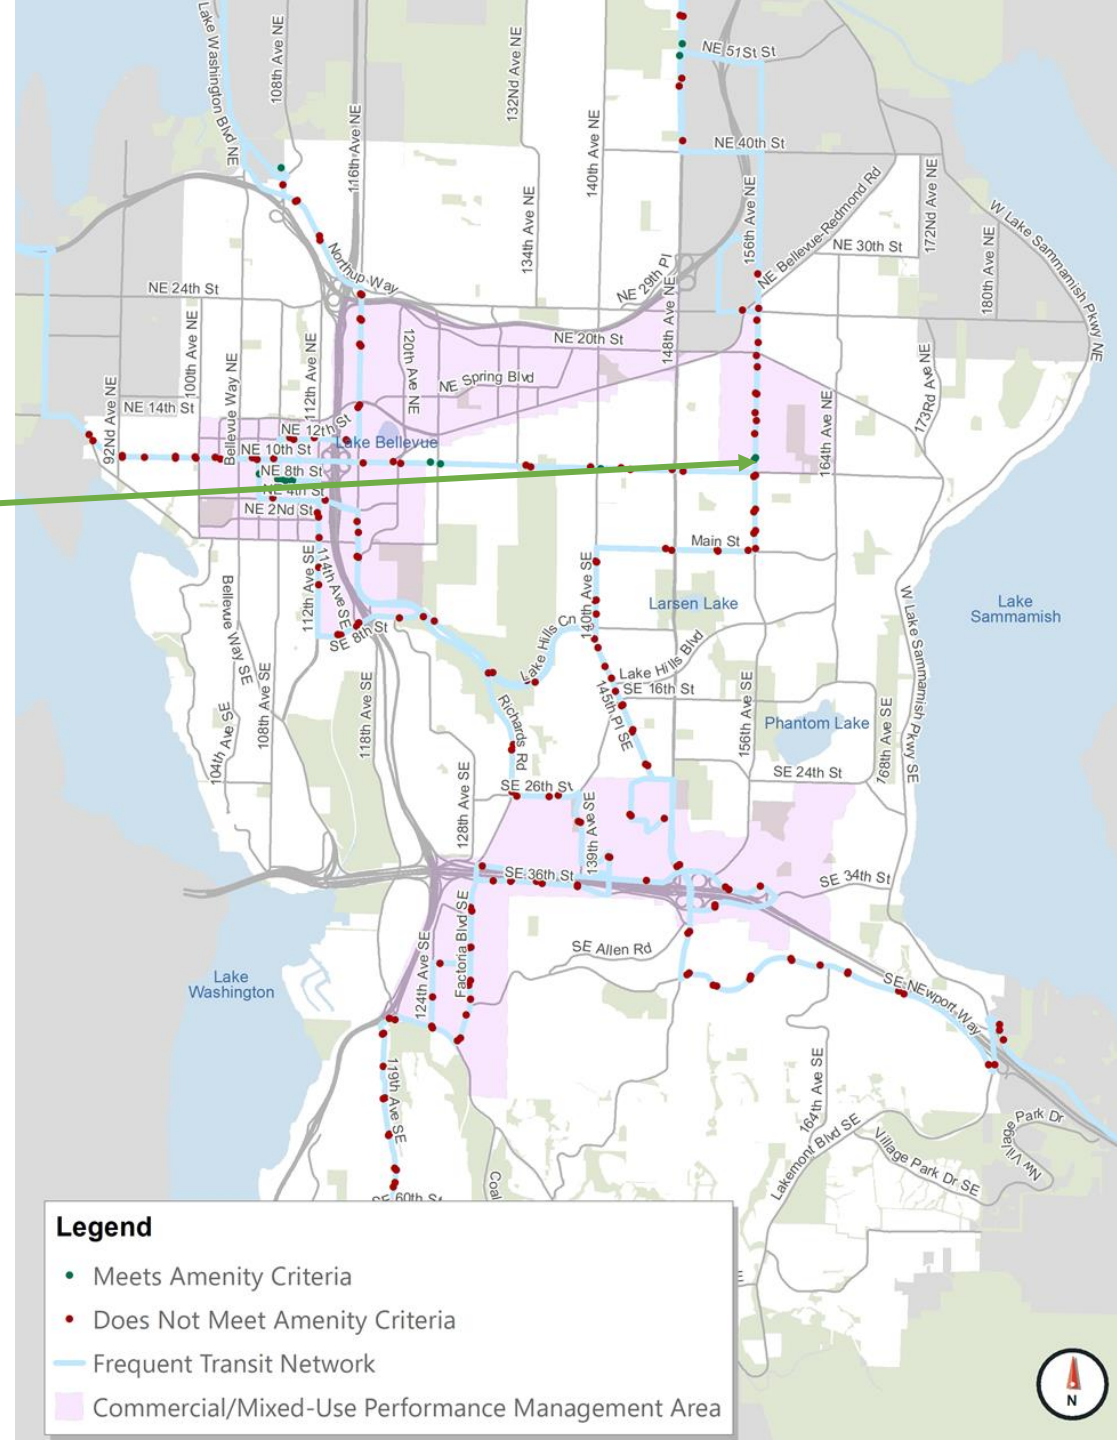 NE 51St St
Lake Washington Blvd NE
108th Ave NE
116th Ave NE
132Nd Ave NE
140th Ave NE
NE 40th St
172Nd Ave NE
156th Ave NE
NE Bellevue-Redmond Rd
134th Ave NE
W Lake Sammamish Pkwy NE
180th Ave NE
NE 30th St
Northup Way
NE 29th Pl
148th Ave NE
NE 24th St
100th Ave NE
112th Ave NE
120th Ave NE
NE 20th St
NE Spring Blvd
173Rd Ave NE
164th Ave NE
92Nd Ave NE
NE 14th St
Bellevue Way NE
NE 12th St
Lake Bellevue
NE 10th St
NE 8th St
NE 4th St
NE 2Nd St
Main St
Bellevue Way SE
112th Ave SE
114th Ave SE
SE 8th St
140th Ave SE
Larsen Lake
Lake
Sammamish
W Lake Sammamish Pkwy SE
Lake Hills Cn
Lake Hills Blvd
SE 16th St
145th Pl SE
104th Ave SE
108th Ave SE
118th Ave SE
Richards Rd
156th Ave SE
Phantom Lake
168th Ave SE
SE 24th St
SE 26th St
128th Ave SE
139th Ave SE
SE 36th St
SE 34th St
Factoria Blvd SE
124th Ave SE
SE Allen Rd
Lake
Washington
SE NEwport Way
119th Ave SE
164th Ave SE
Lakemont Blvd SE
Village Park Dr SE
NW Village Park Dr
SE 60th St
Coal
E
Legend
Meets Amenity Criteria
Does Not Meet Amenity Criteria
Frequent Transit Network
Commercial/Mixed-Use Performance Management Area
N